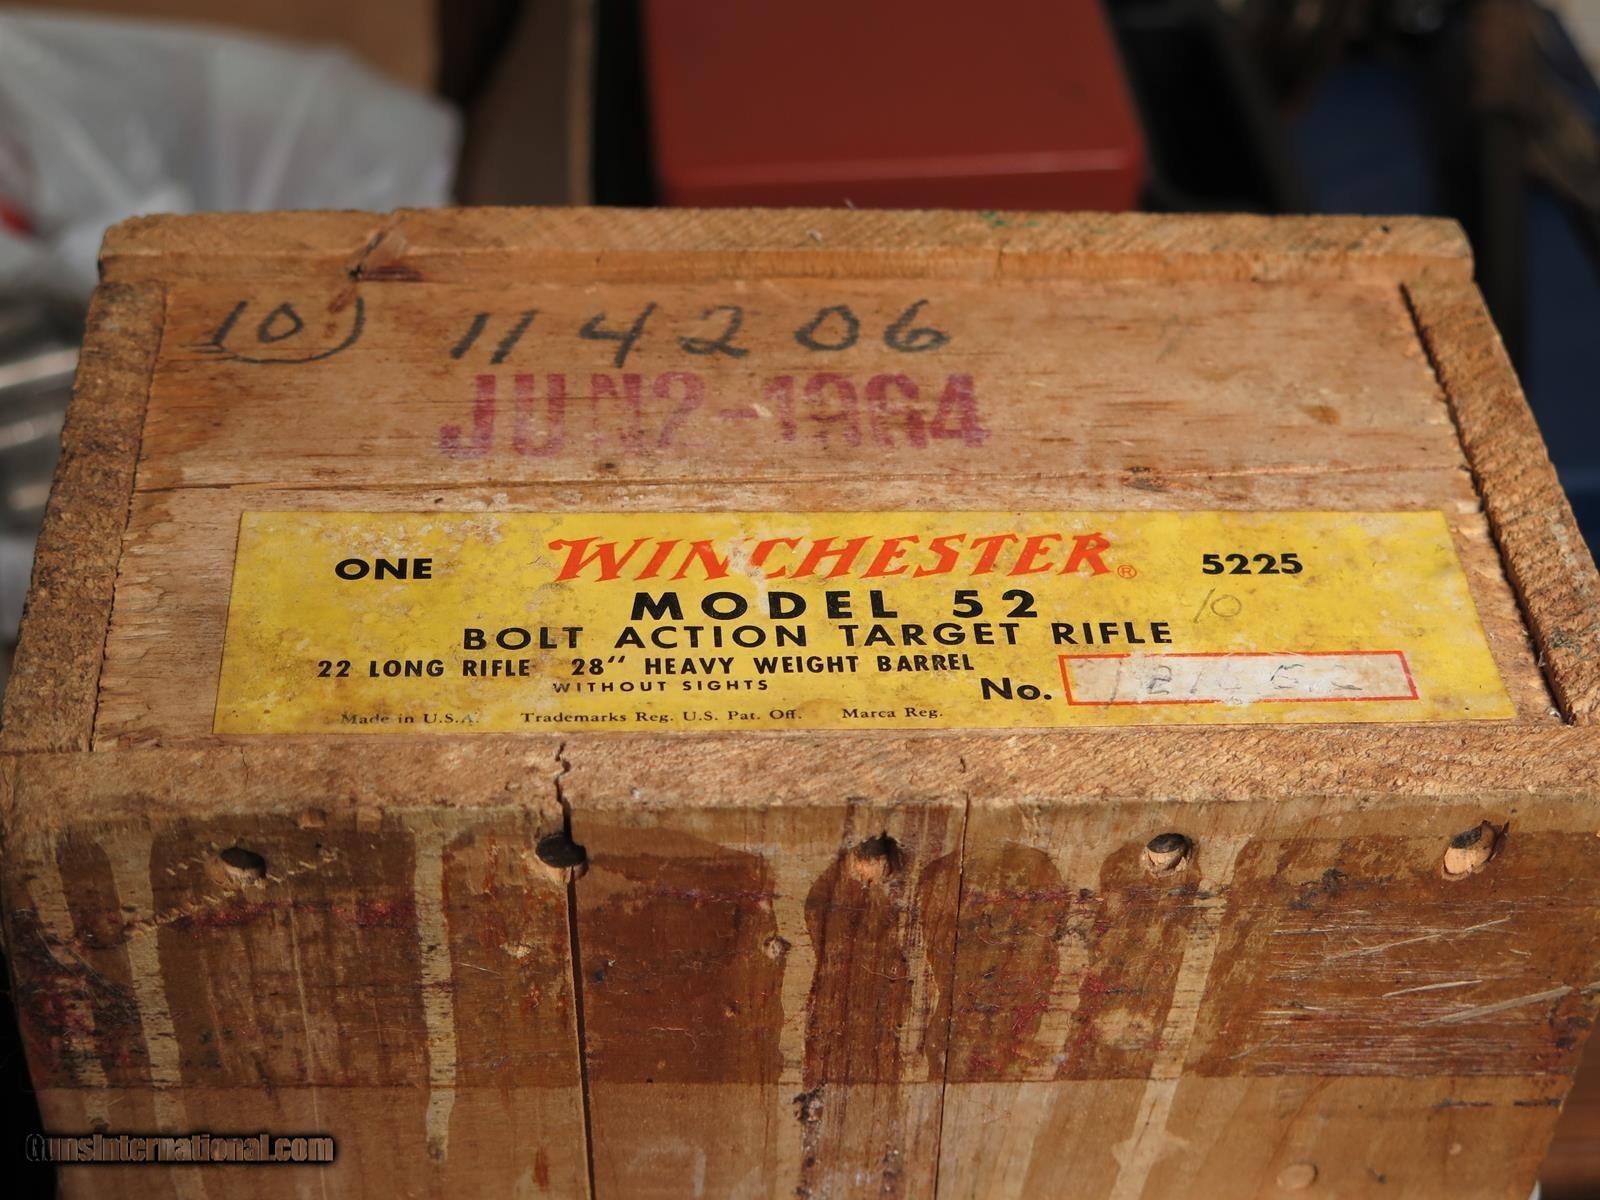 10) 114206
JUN 2 - 1964
ONE WINCHESTER® 5225
MODEL 52 10
BOLT ACTION TARGET RIFLE
22 LONG RIFLE 28" HEAVY WEIGHT BARREL
WITHOUT SIGHTS No.
Made in U.S.A. Trademarks Reg. U.S. Pat. Off. Marca Reg.
GunsInternational.com